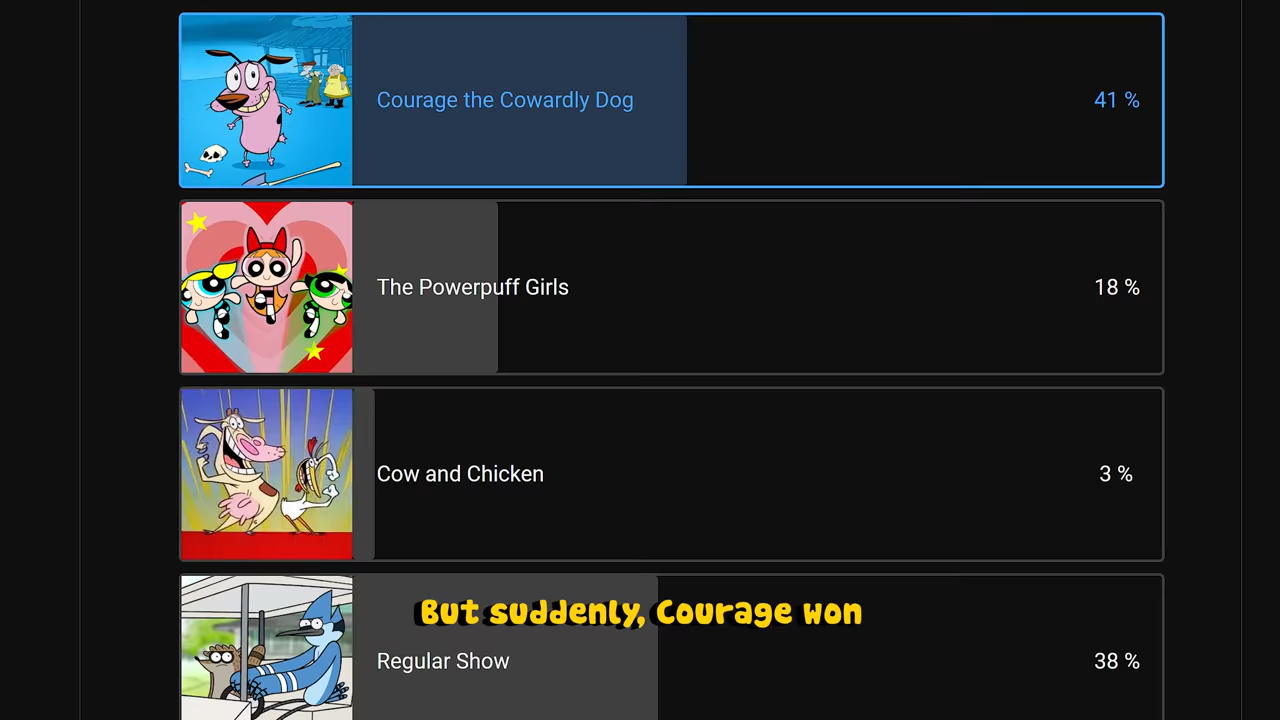 Courage the Cowardly Dog
41 %
The Powerpuff Girls
18 %
Cow and Chicken
3 %
But suddenly, Courage won
Regular Show
38 %